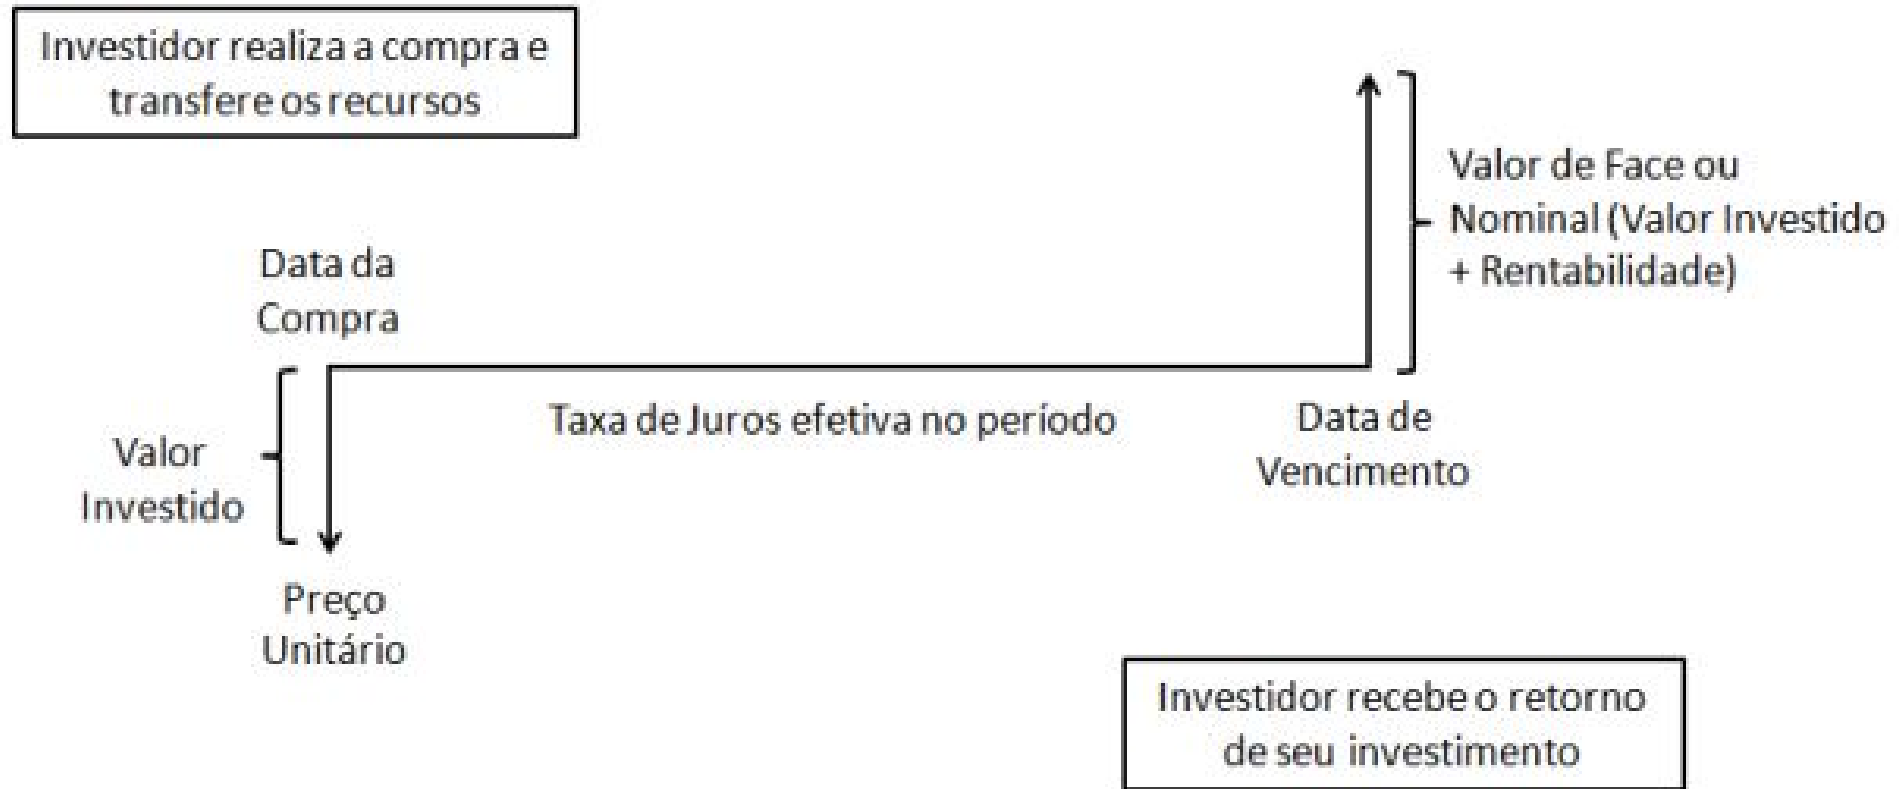 Investidor realiza a compra e
transfere os recursos
Valor de Face ou
Nominal (Valor Investido
+ Rentabilidade)
Data da
Compra
Taxa de Juros efetiva no período
Data de
Vencimento
Valor
Investido
Preço
Unitário
Investidor recebe o retorno
de seu investimento